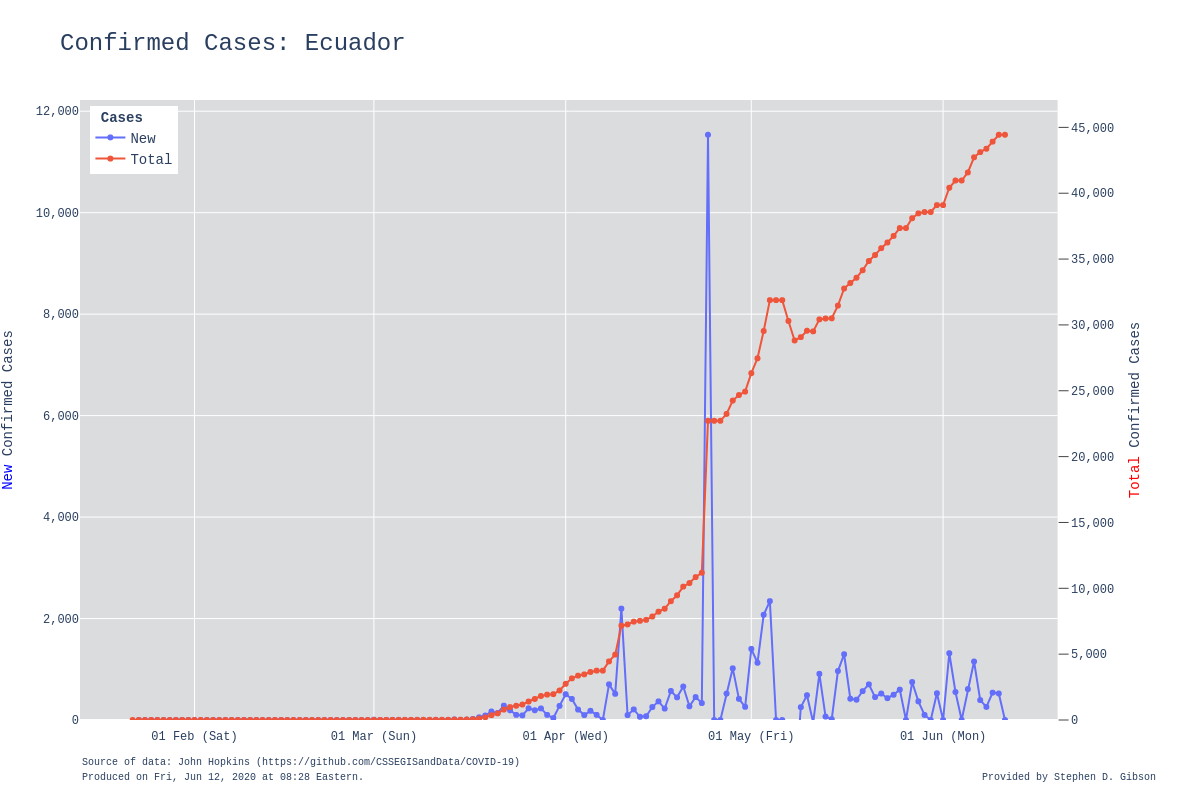 Confirmed Cases: Ecuador
Cases
New
Total
12,000
10,000
8,000
6,000
4,000
2,000
0
New Confirmed Cases
45,000
40,000
35,000
30,000
25,000
20,000
15,000
10,000
5,000
0
Total Confirmed Cases
01 Feb (Sat)
01 Mar (Sun)
01 Apr (Wed)
01 May (Fri)
01 Jun (Mon)
Source of data: John Hopkins (https://github.com/CSSEGISandData/COVID-19)
Produced on Fri, Jun 12, 2020 at 08:28 Eastern.
Provided by Stephen D. Gibson